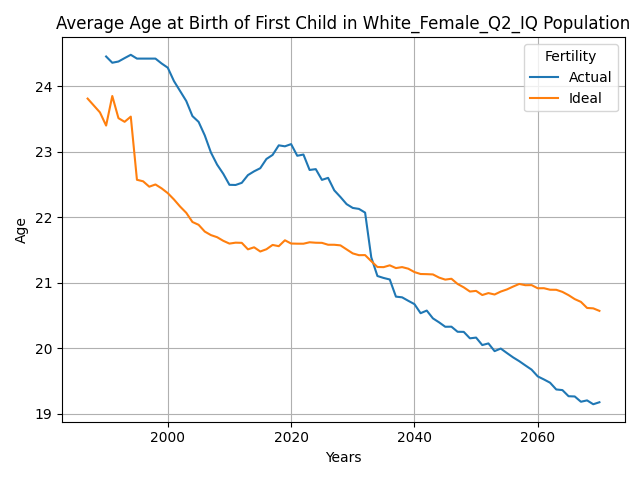 Average Age at Birth of First Child in White_Female_Q2_IQ Population
Fertility
Actual
Ideal
24
23
22
21
20
19
Age
2000
2020
2040
2060
Years